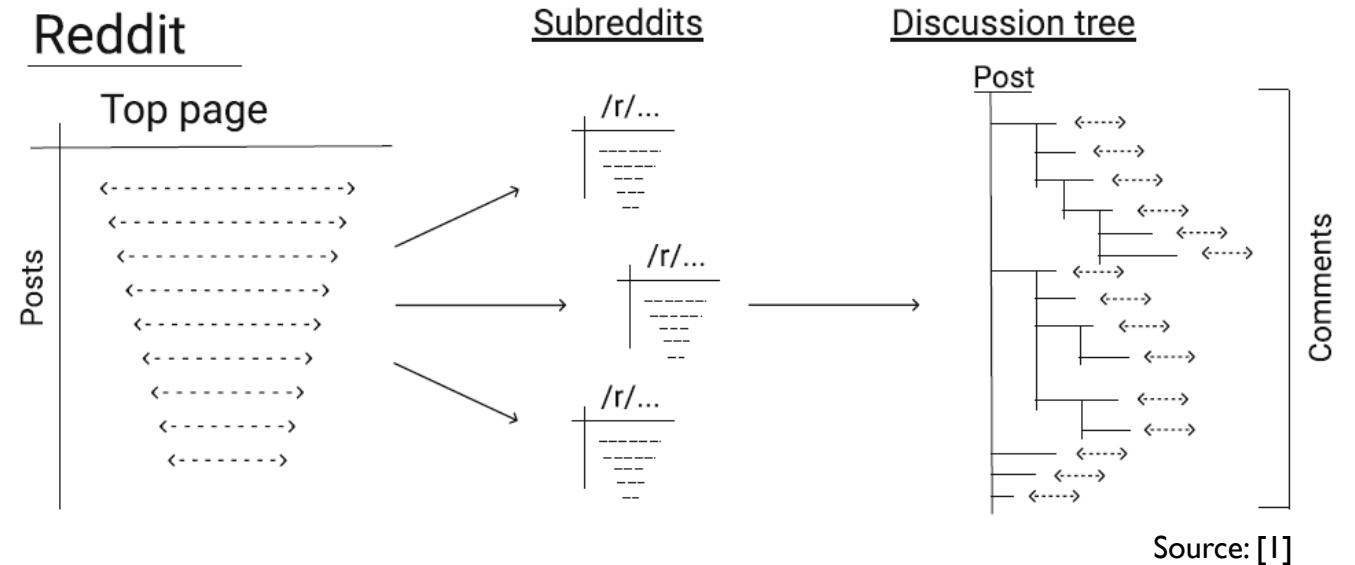 Reddit
Subreddits
Discussion tree
Top page
Posts
/r/...
/r/...
/r/...
Post
Comments
Source: [1]